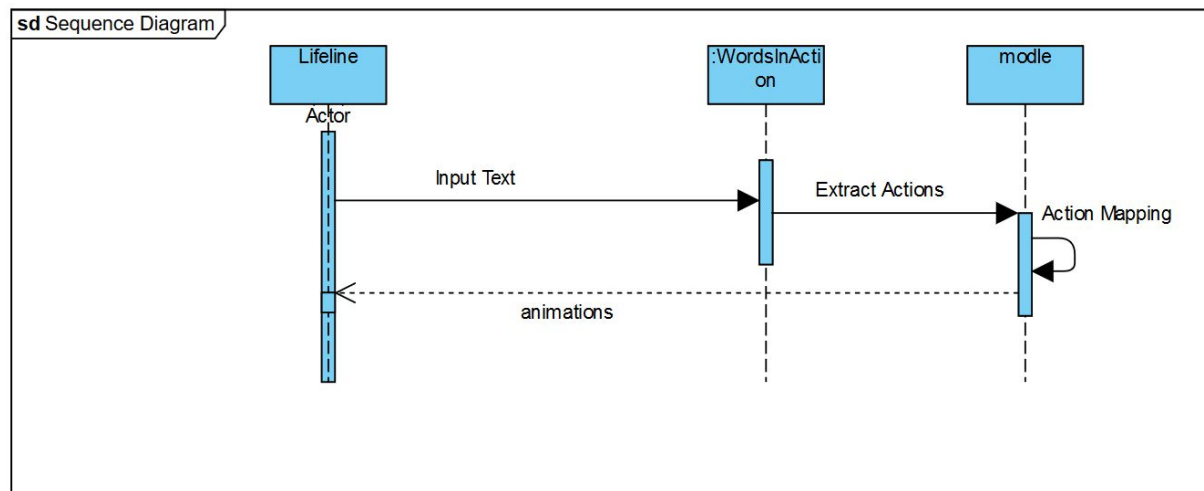 sd Sequence Diagram
Lifeline
:WordsInActi
on
modle
Actor
Input Text
Extract Actions
Action Mapping
animations